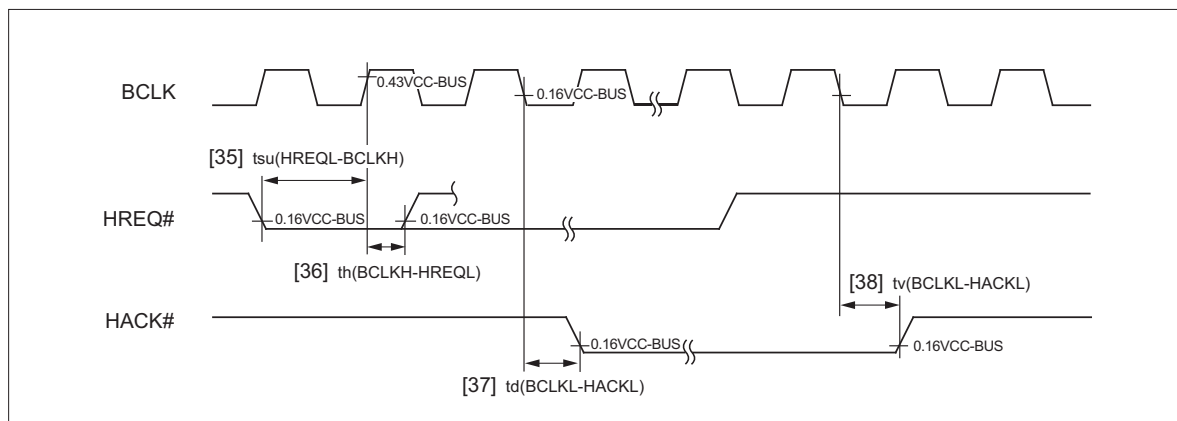 BCLK
0.43VCC-BUS
0.16VCC-BUS
[35] tsu(HREQL-BCLKH)
HREQ#
0.16VCC-BUS
0.16VCC-BUS
[36] th(BCLKH-HREQL)
[38] tv(BCLKL-HACKL)
HACK#
0.16VCC-BUS
0.16VCC-BUS
[37] td(BCLKL-HACKL)